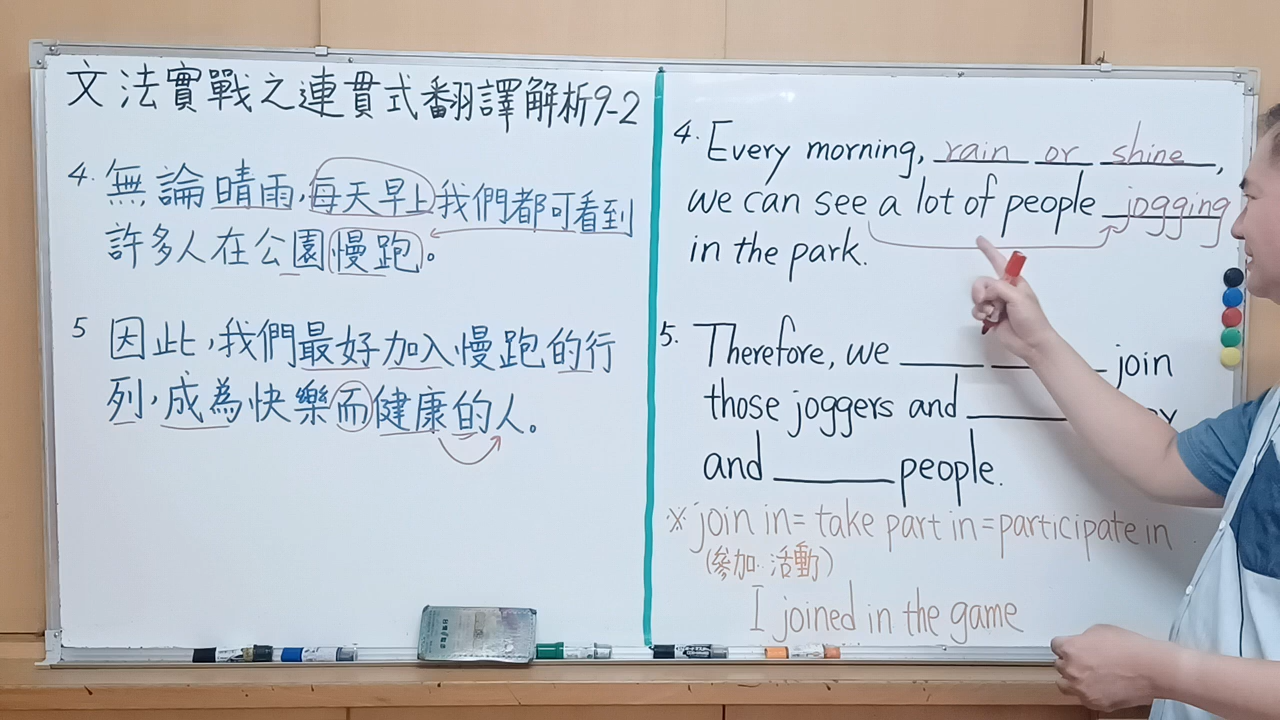 文法實戰之連貫式翻譯解析9-2
4. 無論晴雨,每天早上我們都可看到
許多人在公園慢跑。
5 因此,我們最好加入慢跑的行
列,成為快樂而健康的人。
4. Every morning, rain or shine,
we can see a lot of people jogging
in the park.
5. Therefore, we ___ ___ join
those joggers and ___
and ___ people.
※ join in = take part in = participate in
(參加..活動)
I joined in the game